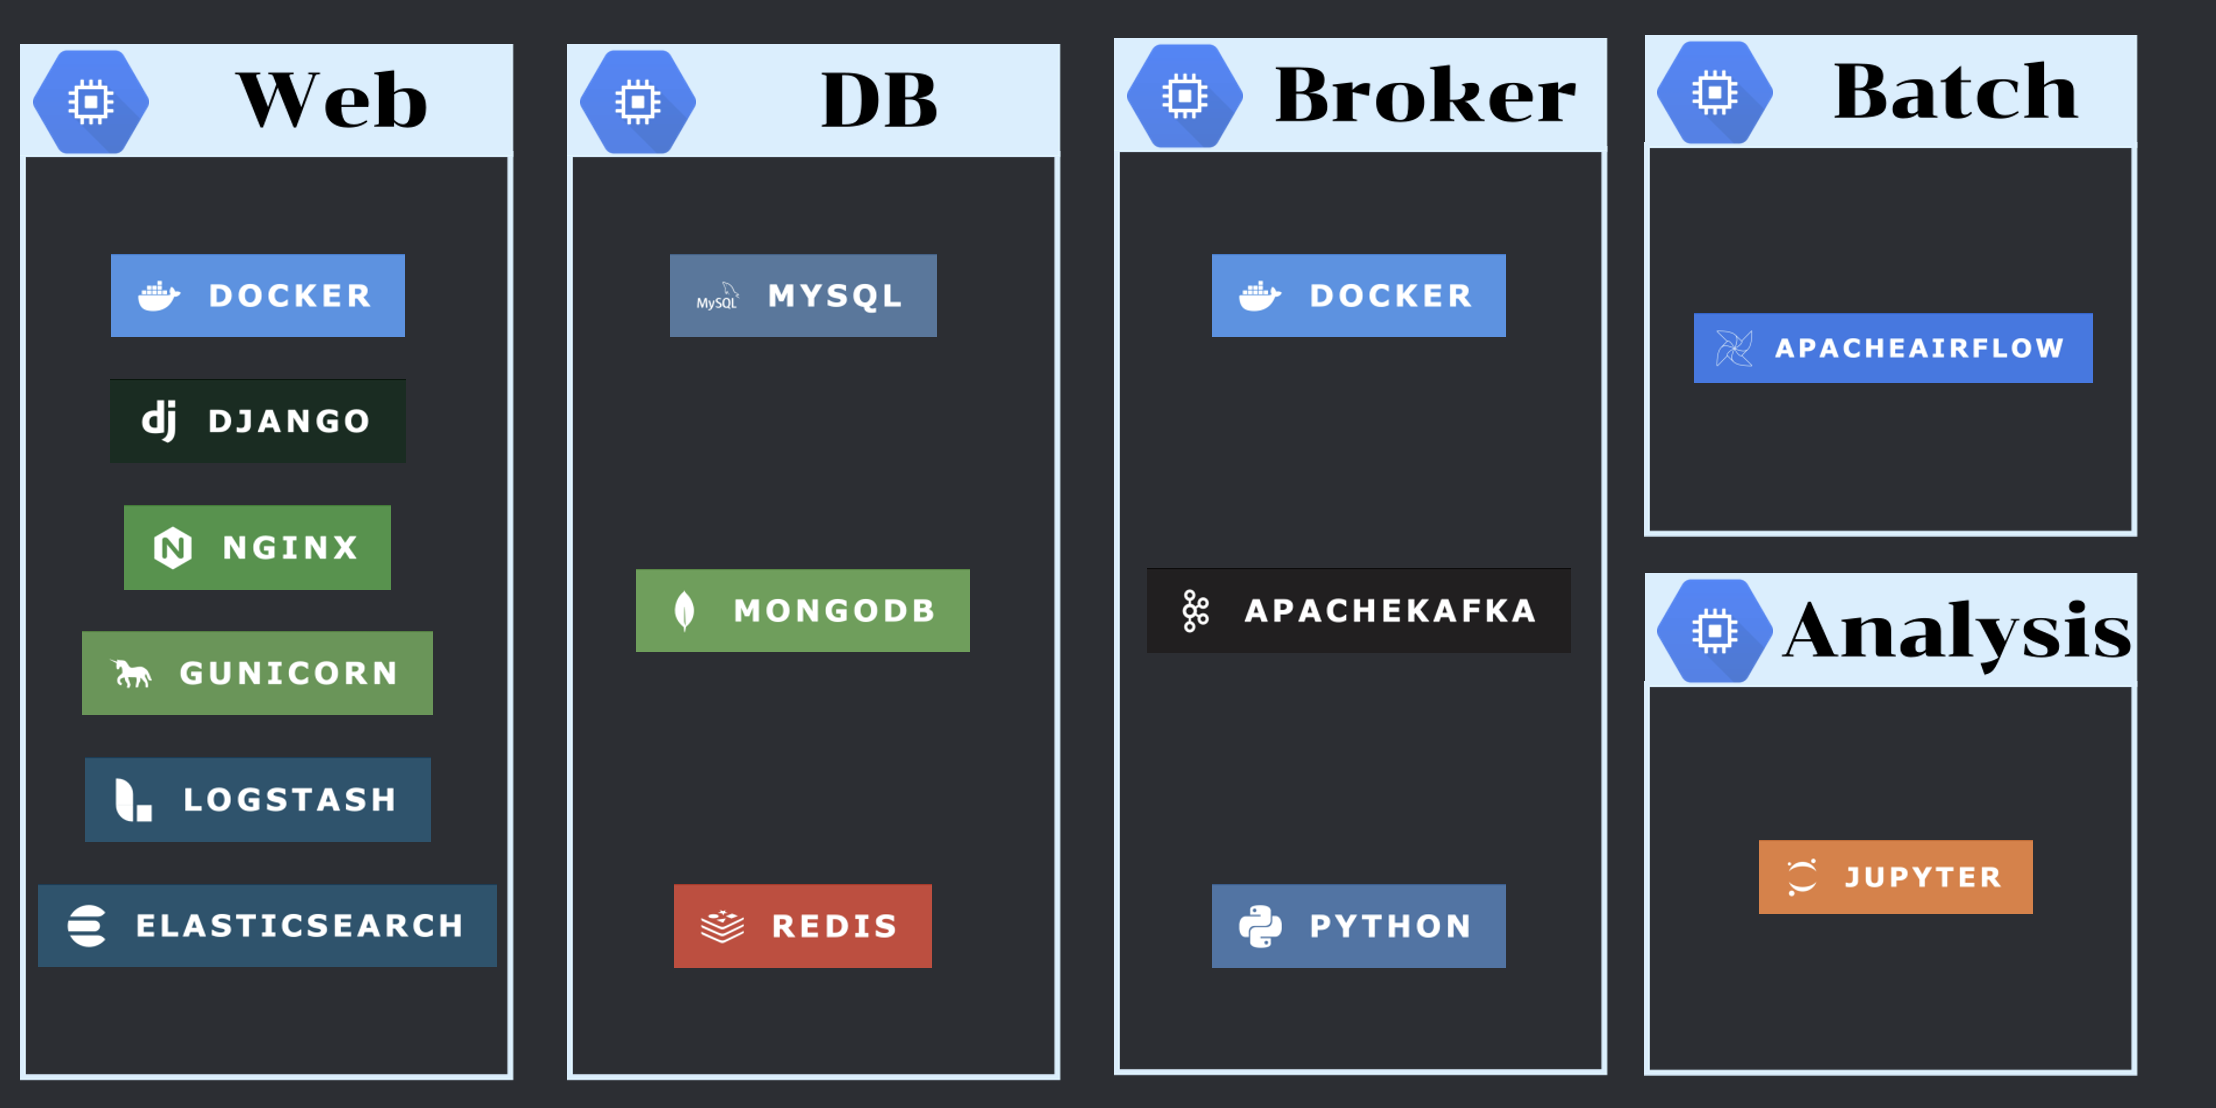 Web
DOCKER
dj DJANGO
NGINX
GUNICORN
LOGSTASH
ELASTICSEARCH
DB
MySQL MYSQL
MONGODB
REDIS
Broker
DOCKER
APACHEKAFKA
PYTHON
Batch
APACHEAIRFLOW
Analysis
JUPYTER